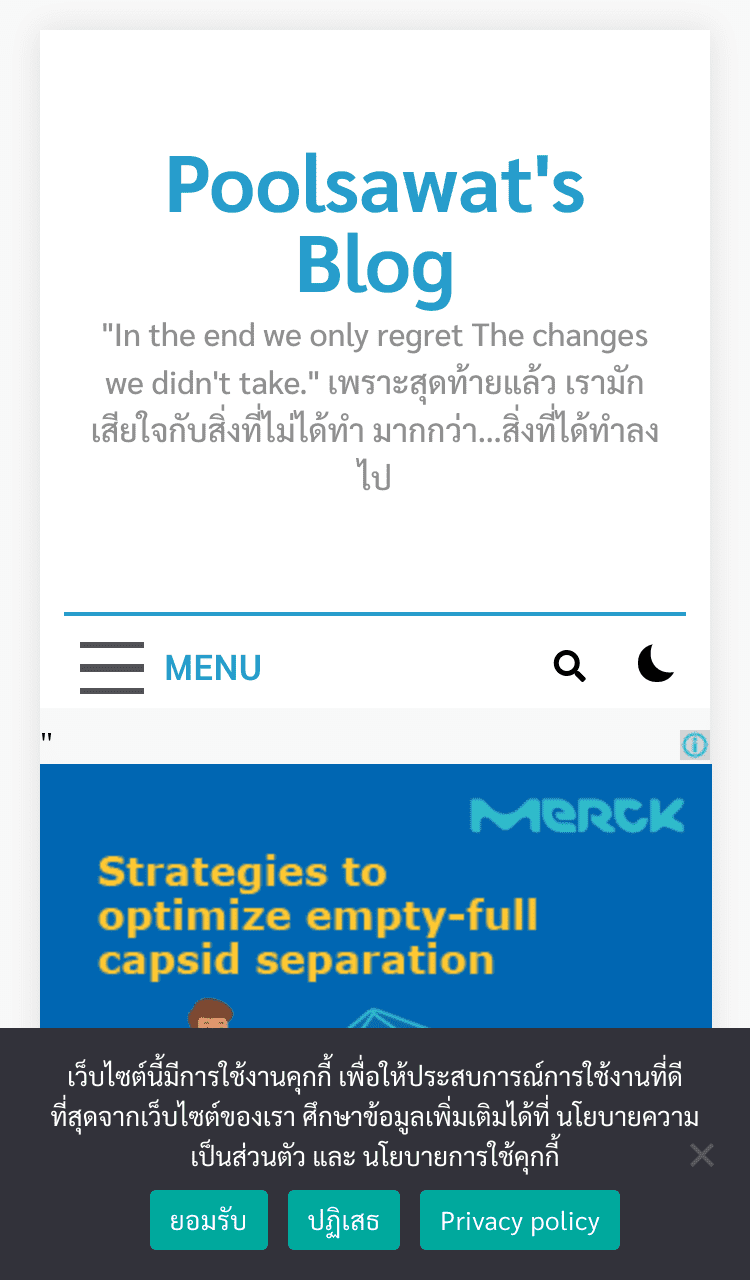 Poolsawat's
Blog
"In the end we only regret The changes
we didn't take." เพราะสุดท้ายแล้ว เรามัก
เสียใจกับสิ่งที่ไม่ได้ทำ มากกว่า...สิ่งที่ได้ทำลง
ไป
MENU
"
MERCK
Strategies to
optimize empty-full
capsid separation
เว็บไซต์นี้มีการใช้งานคุกกี้ เพื่อให้ประสบการณ์การใช้งานที่ดี
ที่สุดจากเว็บไซต์ของเรา ศึกษาข้อมูลเพิ่มเติมได้ที่ นโยบายความ
เป็นส่วนตัว และ นโยบายการใช้คุกกี้
ยอมรับ ปฏิเสธ Privacy policy